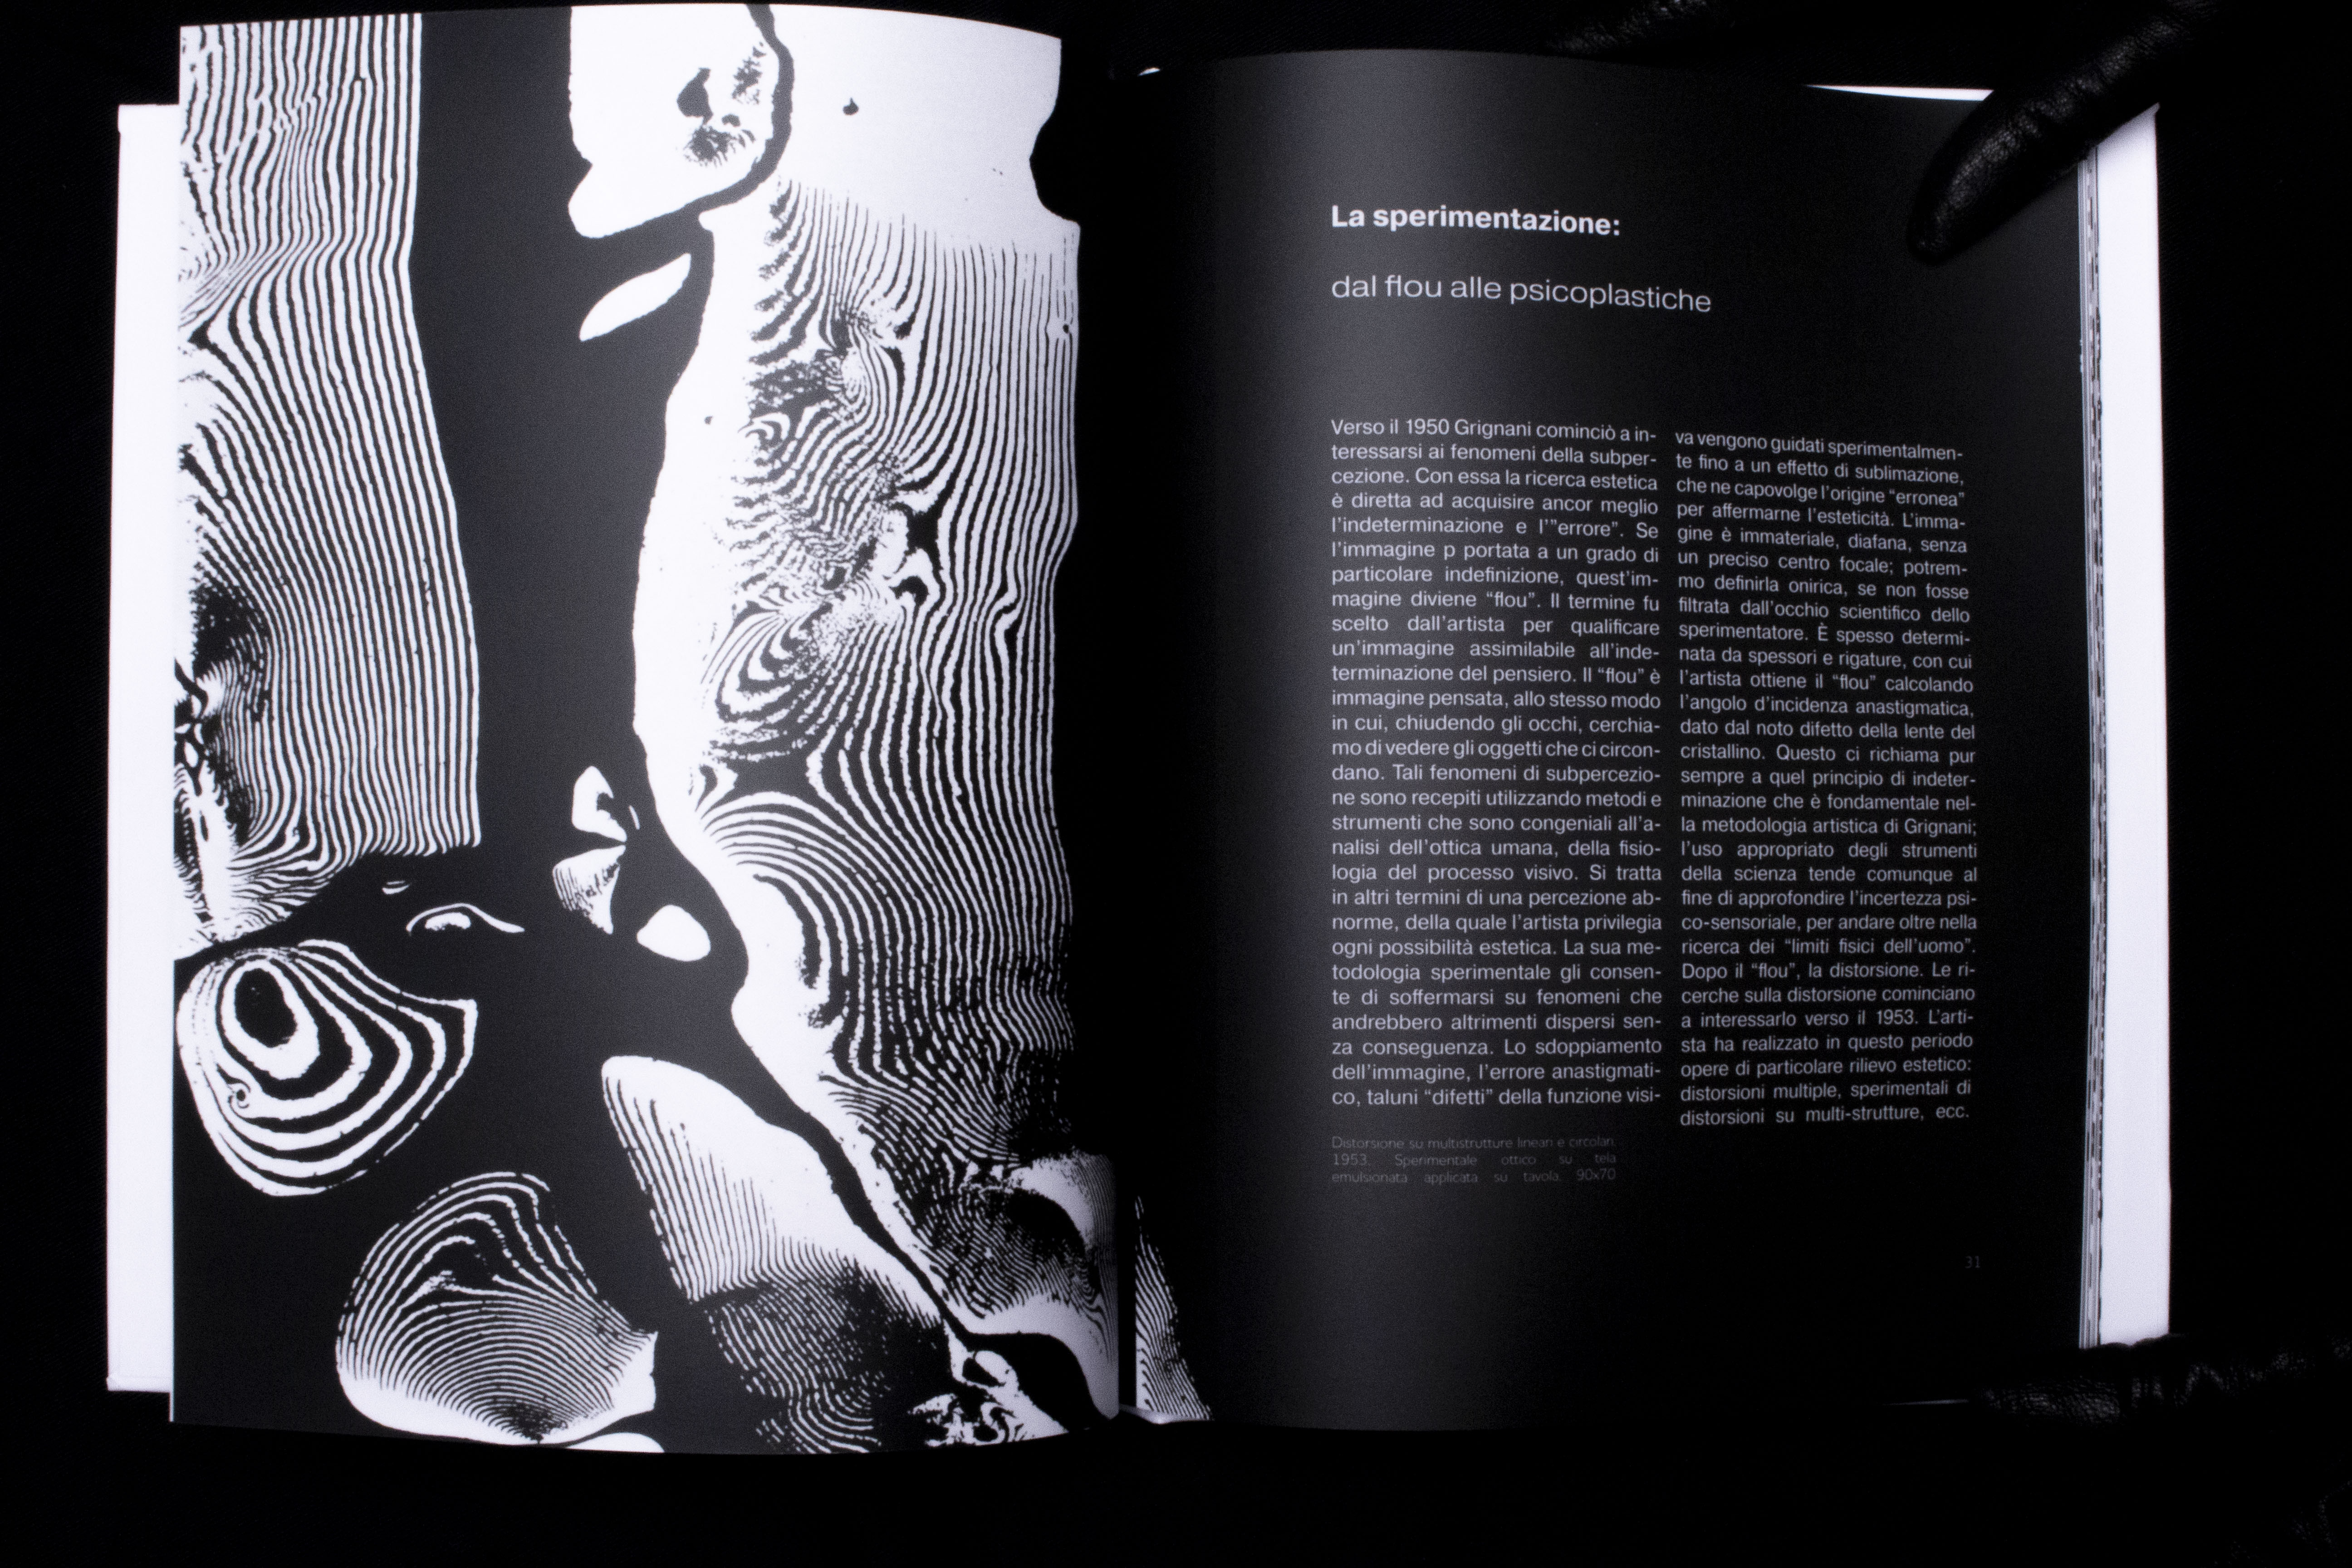 La sperimentazione:
dal flou alle psicoplastiche
Verso il 1950 Grignani cominciò a in-
teressarsi ai fenomeni della subper-
cezione. Con essa la ricerca estetica
è diretta ad acquisire ancor meglio
l'indeterminazione e l'"errore". Se
l'immagine p portata a un grado di
particolare indefinizione, quest'im-
magine diviene “flou”. Il termine fu
scelto dall'artista per qualificare
un'immagine assimilabile all'inde-
terminazione del pensiero. Il “flou” è
immagine pensata, allo stesso modo
in cui, chiudendo gli occhi, cerchia-
mo di vedere gli oggetti che ci circon-
dano. Tali fenomeni di subpercezio-
ne sono recepiti utilizzando metodi e
strumenti che sono congeniali all'a-
nalisi dell'ottica umana, della fisio-
logia del processo visivo. Si tratta
in altri termini di una percezione ab-
norme, della quale l'artista privilegia
ogni possibilità estetica. La sua me-
todologia sperimentale gli consen-
te di soffermarsi su fenomeni che
andrebbero altrimenti dispersi sen-
za conseguenza. Lo sdoppiamento
dell'immagine, l'errore anastigmati-
co, taluni “difetti” della funzione visi-
va vengono guidati sperimentalmen-
te fino a un effetto di sublimazione,
che ne capovolge l'origine “erronea”
per affermarne l'esteticità. L'imma-
gine è immateriale, diafana, senza
un preciso centro focale; potrem-
mo definirla onirica, se non fosse
filtrata dall'occhio scientifico dello
sperimentatore. È spesso determi-
nata da spessori e rigature, con cui
l'artista ottiene il “flou” calcolando
l'angolo d'incidenza anastigmatica,
dato dal noto difetto della lente del
cristallino. Questo ci richiama pur
sempre a quel principio di indeter-
minazione che è fondamentale nel-
la metodologia artistica di Grignani;
l'uso appropriato degli strumenti
della scienza tende comunque al
fine di approfondire l'incertezza psi-
co-sensoriale, per andare oltre nella
ricerca dei “limiti fisici dell'uomo”.
Dopo il “flou”, la distorsione. Le ri-
cerche sulla distorsione cominciano
a interessarlo verso il 1953. L'arti-
sta ha realizzato in questo periodo
opere di particolare rilievo estetico:
distorsioni multiple, sperimentali di
distorsioni su multi-strutture, ecc.
Distorsione su multistrutture lineari e circolari.
1953. Sperimentale ottico su tela
emulsionata applicata su tavola. 90x70
31